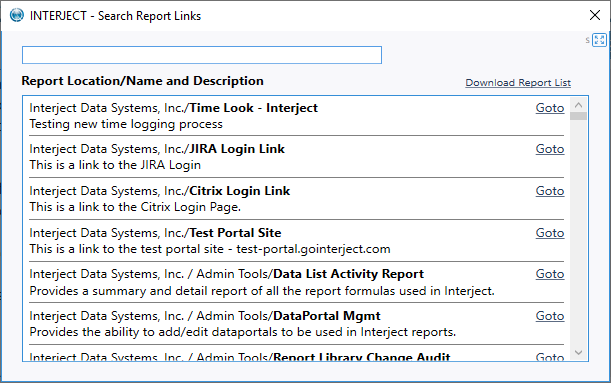 INTERJECT - Search Report Links
s
Report Location/Name and Description
Download Report List
Interject Data Systems, Inc./Time Look - Interject Goto
Testing new time logging process
Interject Data Systems, Inc./JIRA Login Link Goto
This is a link to the JIRA Login
Interject Data Systems, Inc./Citrix Login Link Goto
This is a link to the Citrix Login Page.
Interject Data Systems, Inc./Test Portal Site Goto
This is a link to the test portal site - test-portal.gointerject.com
Interject Data Systems, Inc. / Admin Tools/Data List Activity Report Goto
Provides a summary and detail report of all the report formulas used in Interject.
Interject Data Systems, Inc. / Admin Tools/DataPortal Mgmt Goto
Provides the ability to add/edit dataportals to be used in Interject reports.
Interject Data Systems, Inc. / Admin Tools/Report Library Change Audit Goto